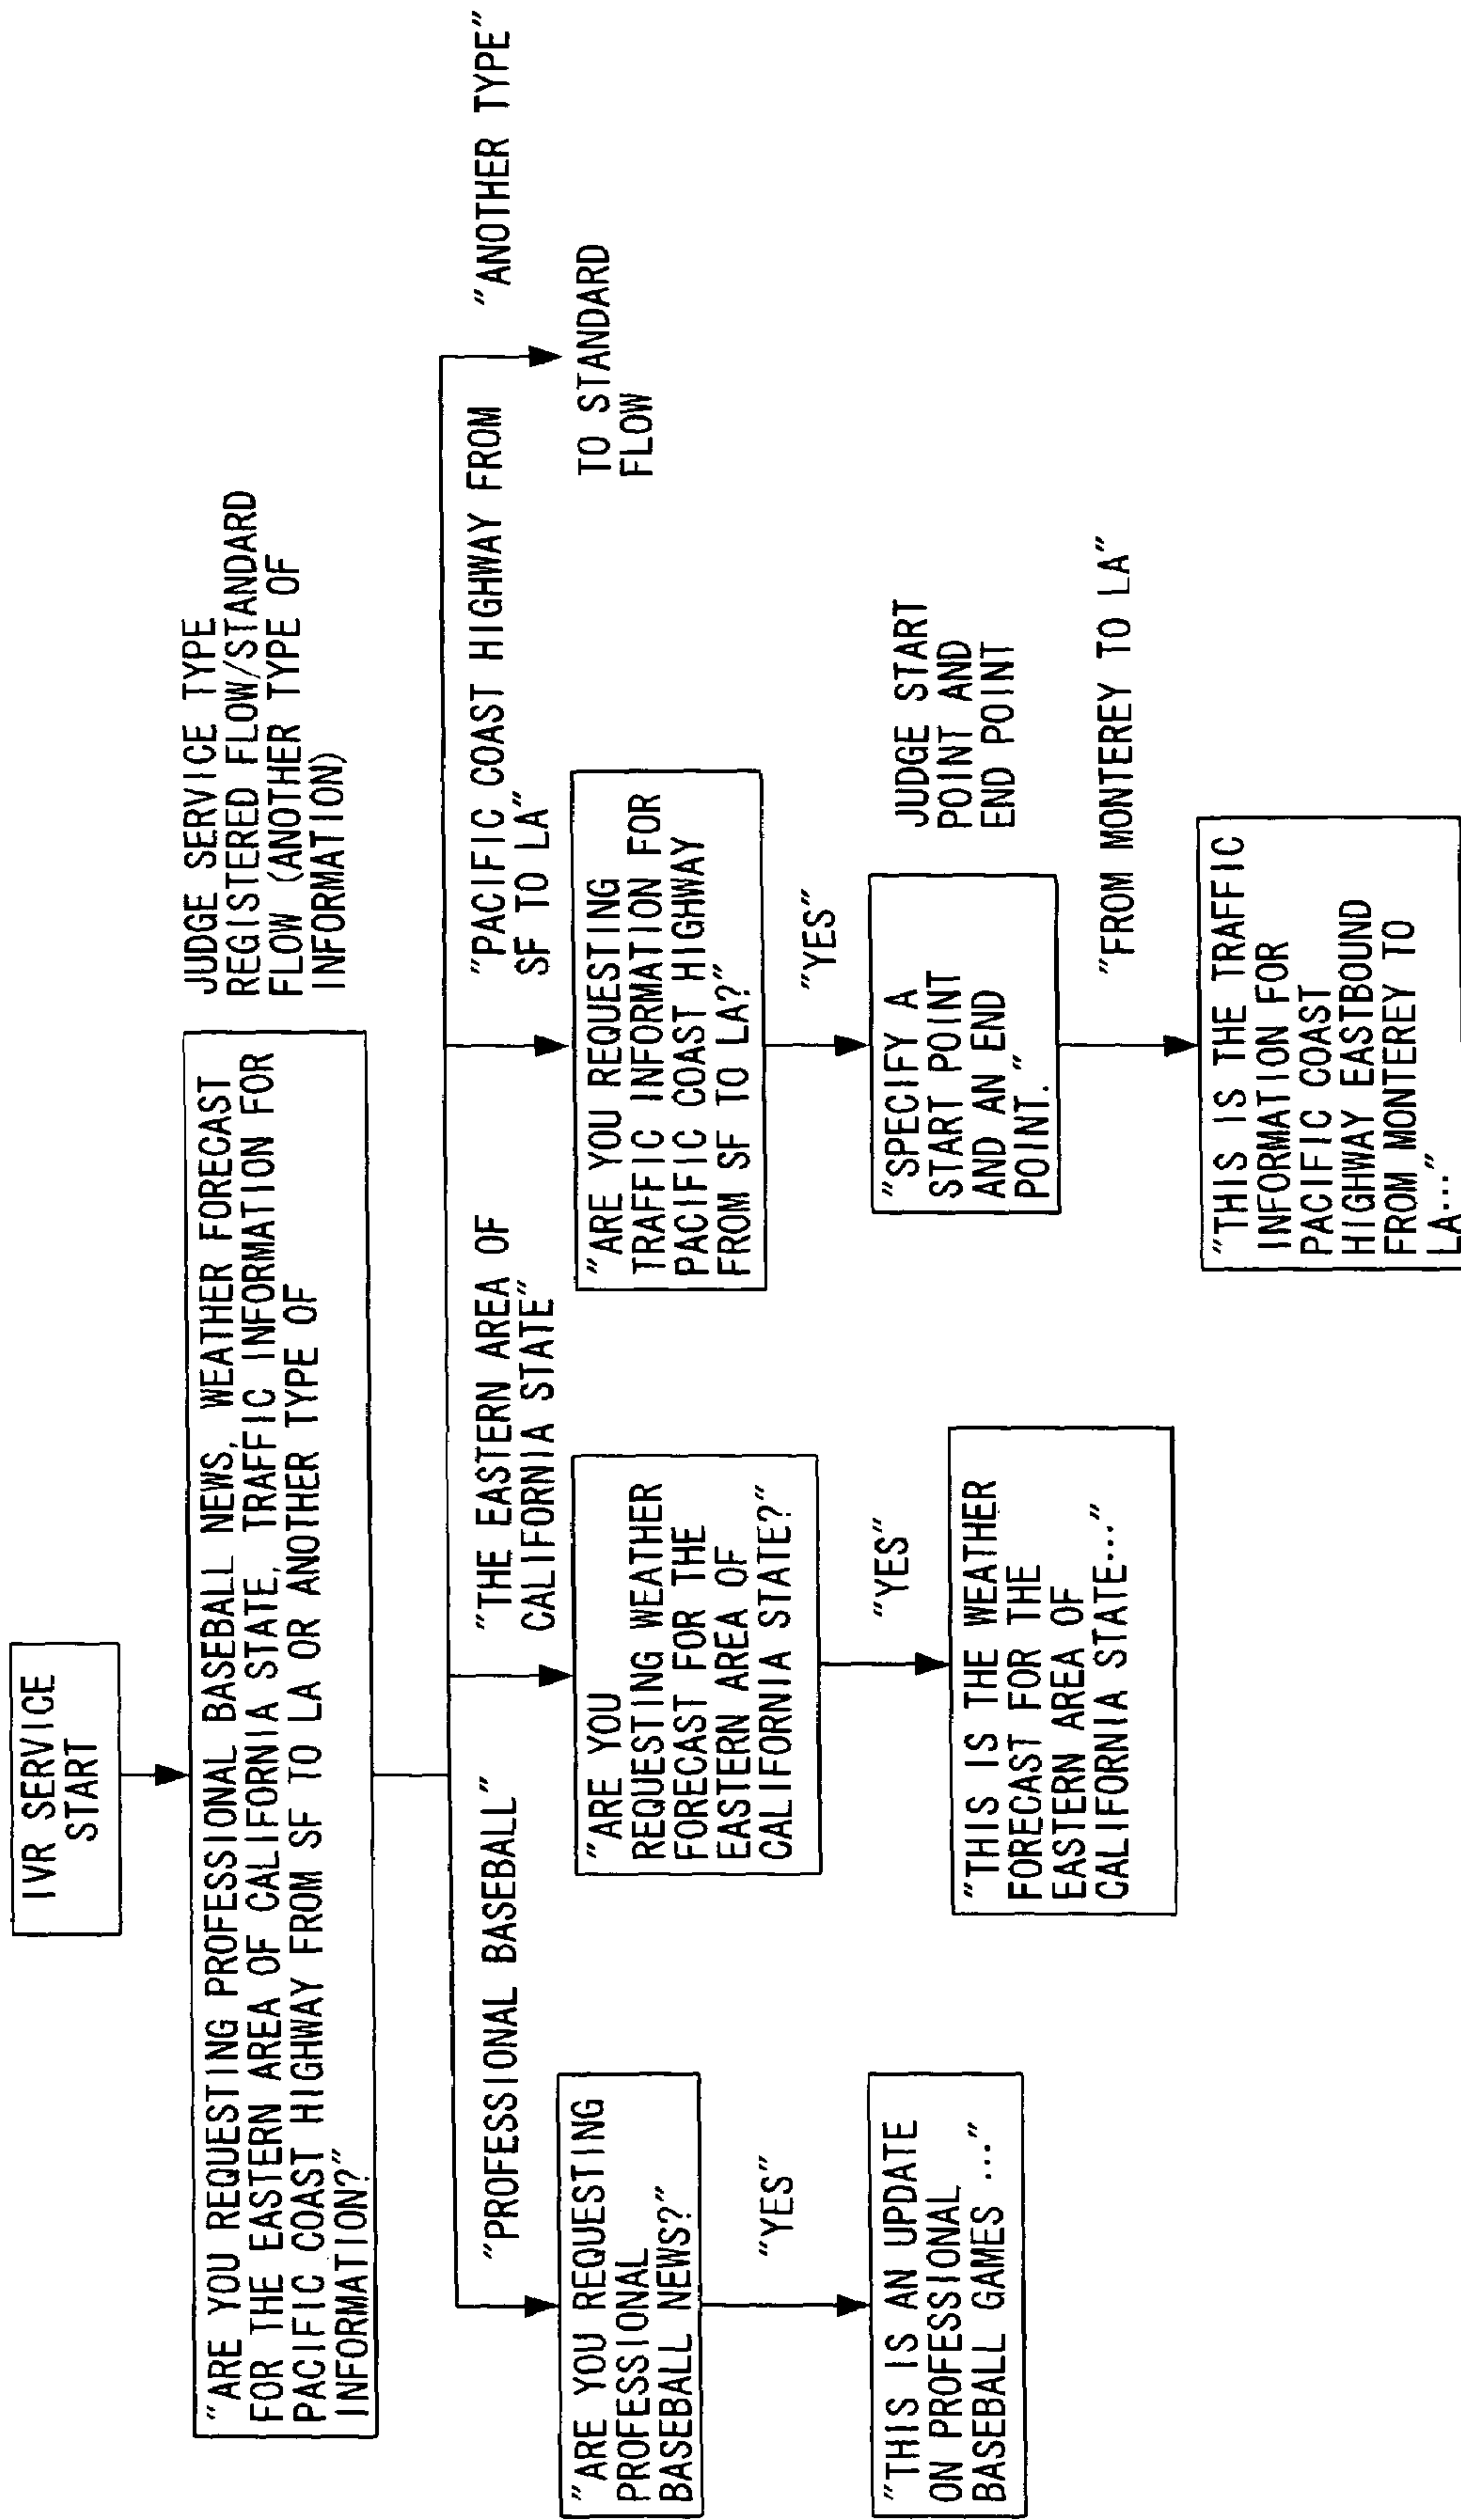 IVR SERVICE
START
"ARE YOU REQUESTING PROFESSIONAL BASEBALL NEWS, WEATHER FORECAST
FOR THE EASTERN AREA OF CALIFORNIA STATE, TRAFFIC INFORMATION FOR
PACIFIC COAST HIGHWAY FROM SF TO LA OR ANOTHER TYPE OF
INFORMATION?"
JUDGE SERVICE TYPE
REGISTERED FLOW/STANDARD
FLOW (ANOTHER TYPE OF
INFORMATION)
"PROFESSIONAL BASEBALL"
"THE EASTERN AREA OF
CALIFORNIA STATE"
"PACIFIC COAST HIGHWAY FROM
SF TO LA"
"ANOTHER TYPE"
"ARE YOU REQUESTING
PROFESSIONAL
BASEBALL NEWS?"
"YES"
"THIS IS AN UPDATE
ON PROFESSIONAL
BASEBALL GAMES ..."
"ARE YOU
REQUESTING WEATHER
FORECAST FOR THE
EASTERN AREA OF
CALIFORNIA STATE?"
"YES"
"THIS IS THE WEATHER
FORECAST FOR THE
EASTERN AREA OF
CALIFORNIA STATE..."
"ARE YOU REQUESTING
TRAFFIC INFORMATION FOR
PACIFIC COAST HIGHWAY
FROM SF TO LA?"
"YES"
"SPECIFY A
START POINT
AND AN END
POINT."
JUDGE START
POINT AND
END POINT
"FROM MONTEREY TO LA"
"THIS IS THE TRAFFIC
INFORMATION FOR
PACIFIC COAST
HIGHWAY EASTBOUND
FROM MONTEREY TO
LA..."
TO STANDARD
FLOW